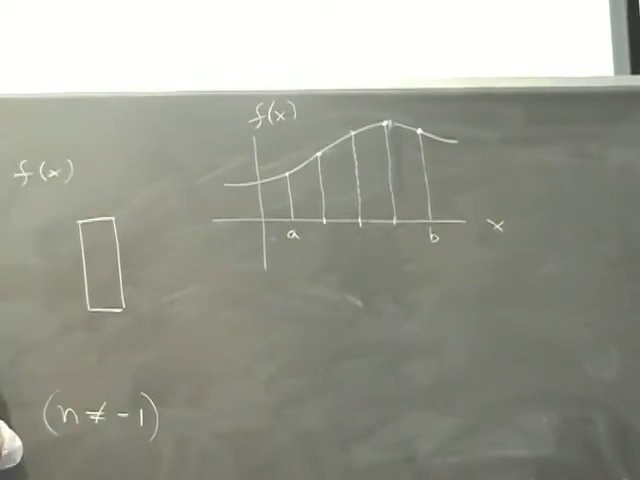 f(x)
f(x)
a b x
(n ≠ -1)